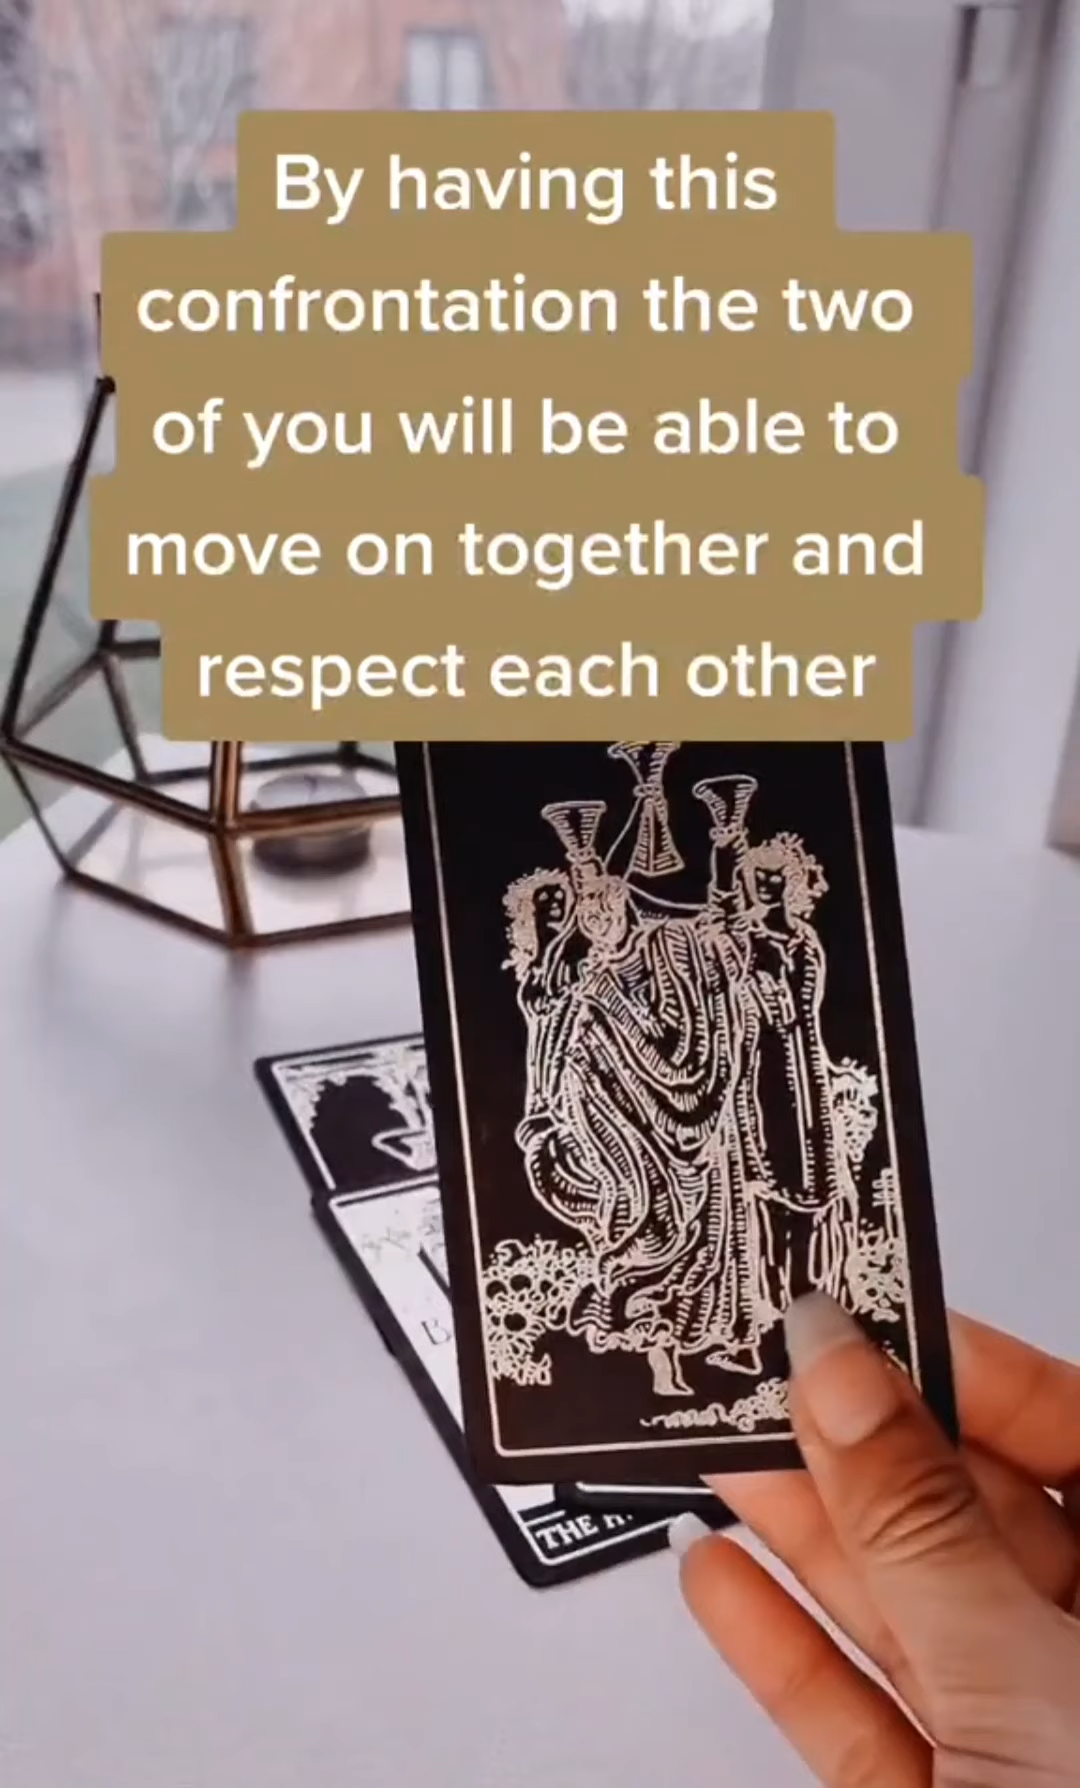 By having this
confrontation the two
of you will be able to
move on together and
respect each other
THE